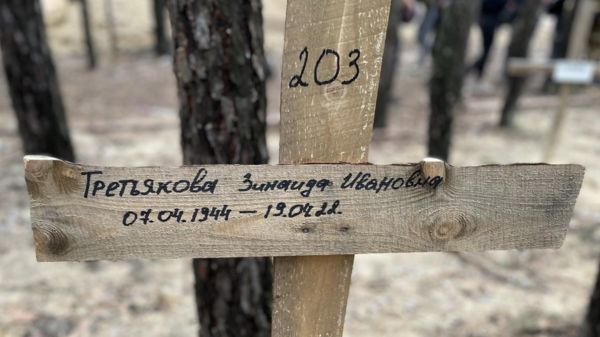 203
Третьякова Зинаида Ивановна
07.04.1944 — 19.04.22.